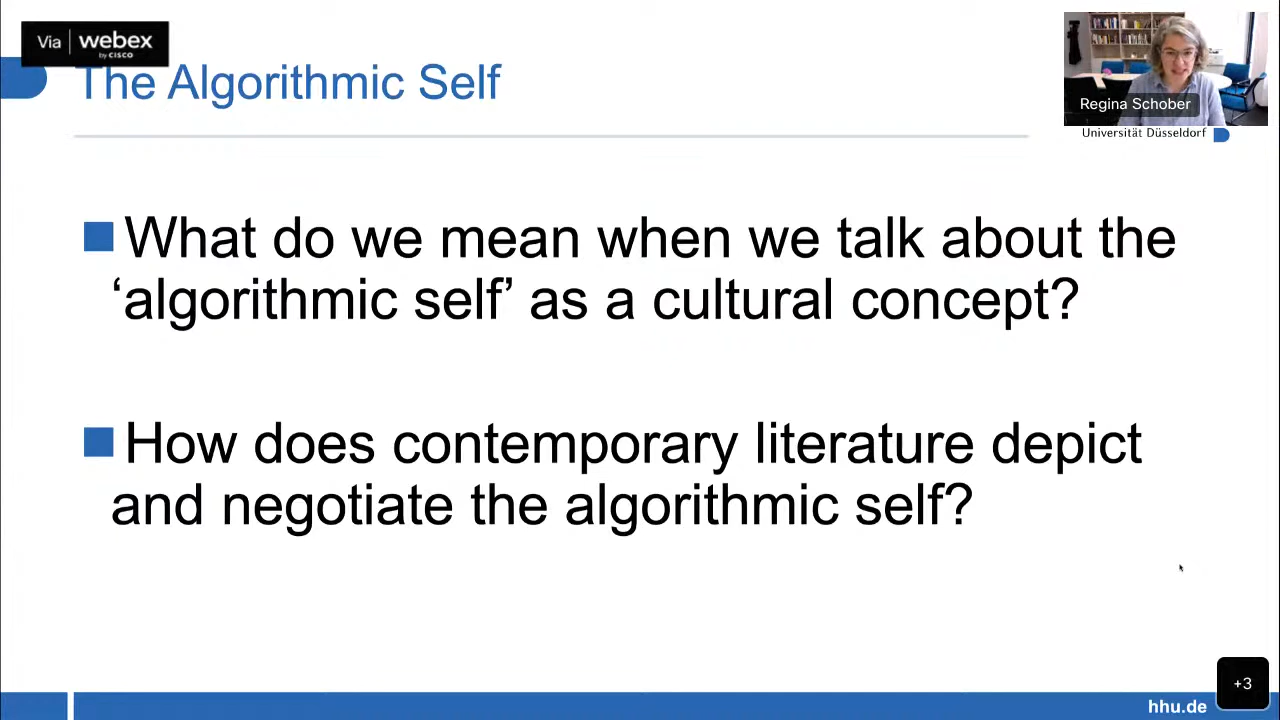 Via webex
by CISCO
The Algorithmic Self
Regina Schober
Universität Düsseldorf
What do we mean when we talk about the
‘algorithmic self’ as a cultural concept?
How does contemporary literature depict
and negotiate the algorithmic self?
+3
hhu.de